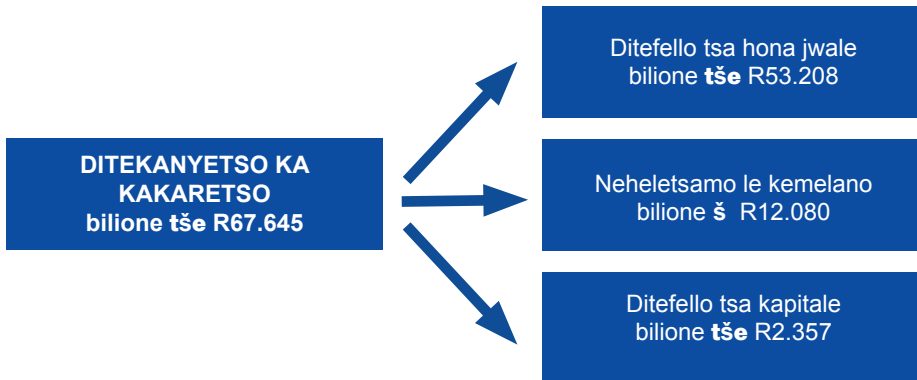 DITEKANYETSO KA
KAKARETSO
bilione tše R67.645
Ditefello tsa hona jwale
bilione tše R53.208
Neheletsamo le kemelano
bilione š R12.080
Ditefello tsa kapitale
bilione tše R2.357